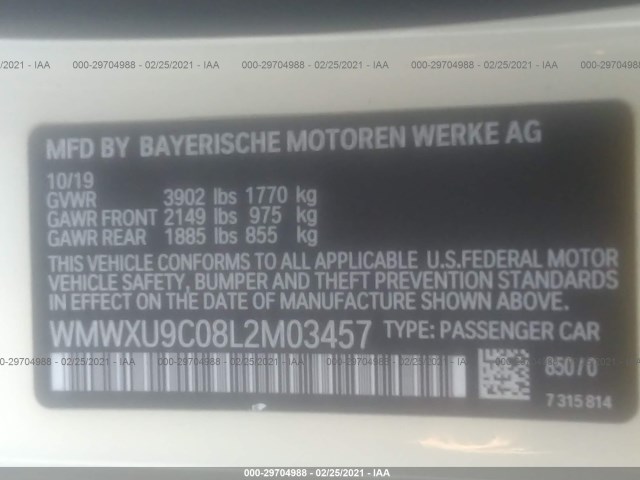 /2021 - IAA 000-29704988 - 02/25/2021 - IAA 000-29704988 - 02/25/2
MFD BY BAYERISCHE MOTOREN WERKE AG
10/19
GVWR 3902 lbs 1770 kg
GAWR FRONT 2149 lbs 975 kg
GAWR REAR 1885 lbs 855 kg
THIS VEHICLE CONFORMS TO ALL APPLICABLE U.S.FEDERAL MOTOR
VEHICLE SAFETY, BUMPER AND THEFT PREVENTION STANDARDS
IN EFFECT ON THE DATE OF MANUFACTURE SHOWN ABOVE.
WMWXU9C08L2M03457 TYPE: PASSENGER CAR
/2021 - IAA 000-29704988 - 02/25/2021 - IAA 000-29704988 - 02/25/2
850/0
7315814
000-29704988 - 02/25/2021 - IAA